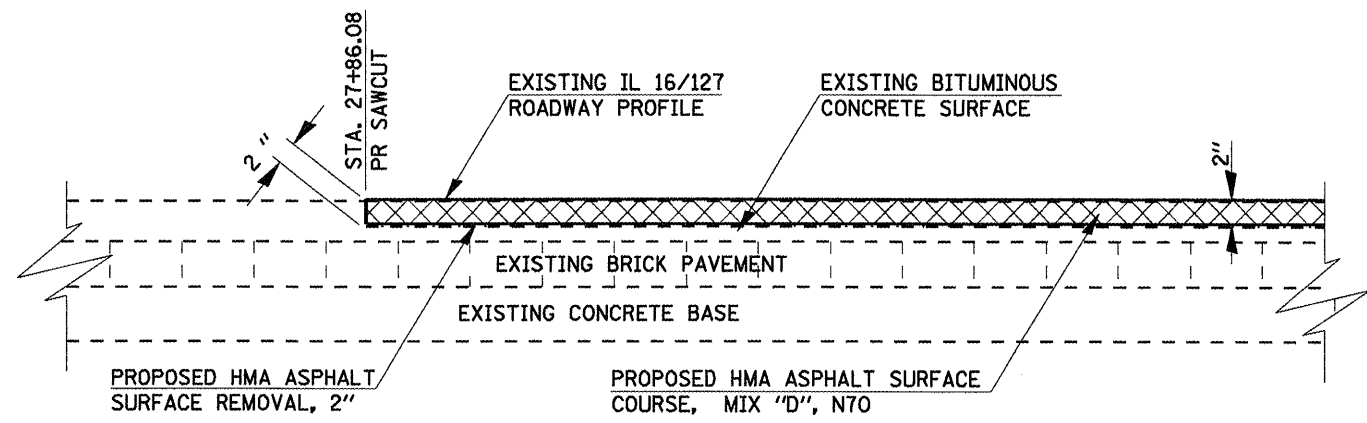 STA. 27+86.08
PR SAWCUT
2"
EXISTING IL 16/127
ROADWAY PROFILE
EXISTING BITUMINOUS
CONCRETE SURFACE
2"
EXISTING BRICK PAVEMENT
EXISTING CONCRETE BASE
PROPOSED HMA ASPHALT
SURFACE REMOVAL, 2"
PROPOSED HMA ASPHALT SURFACE
COURSE, MIX "D", N70